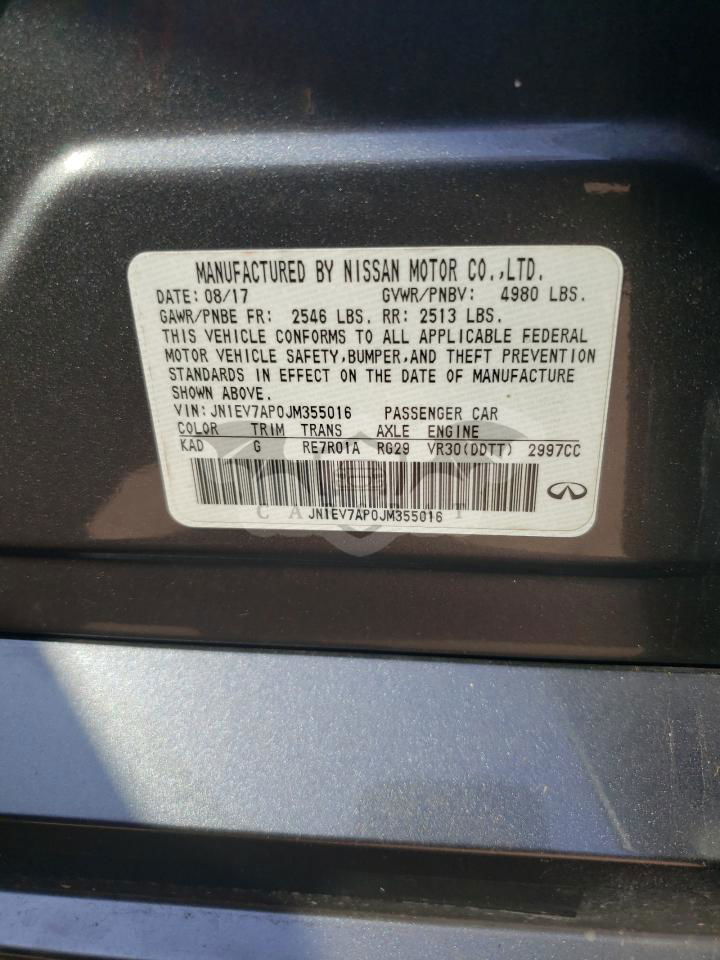 MANUFACTURED BY NISSAN MOTOR CO.,LTD.
DATE:08/17 GVWR/PNBV: 4980 LBS.
GAWR/PNBE FR: 2546 LBS. RR: 2513 LBS.
THIS VEHICLE CONFORMS TO ALL APPLICABLE FEDERAL
MOTOR VEHICLE SAFETY,BUMPER,AND THEFT PREVENTION
STANDARDS IN EFFECT ON THE DATE OF MANUFACTURE
SHOWN ABOVE.
VIN:JN1EV7AP0JM355016 PASSENGER CAR
COLOR TRIM TRANS AXLE ENGINE
KAD G RE7R01A RG29 VR30(DDTT) 2997CC
JN1EV7AP0JM355016